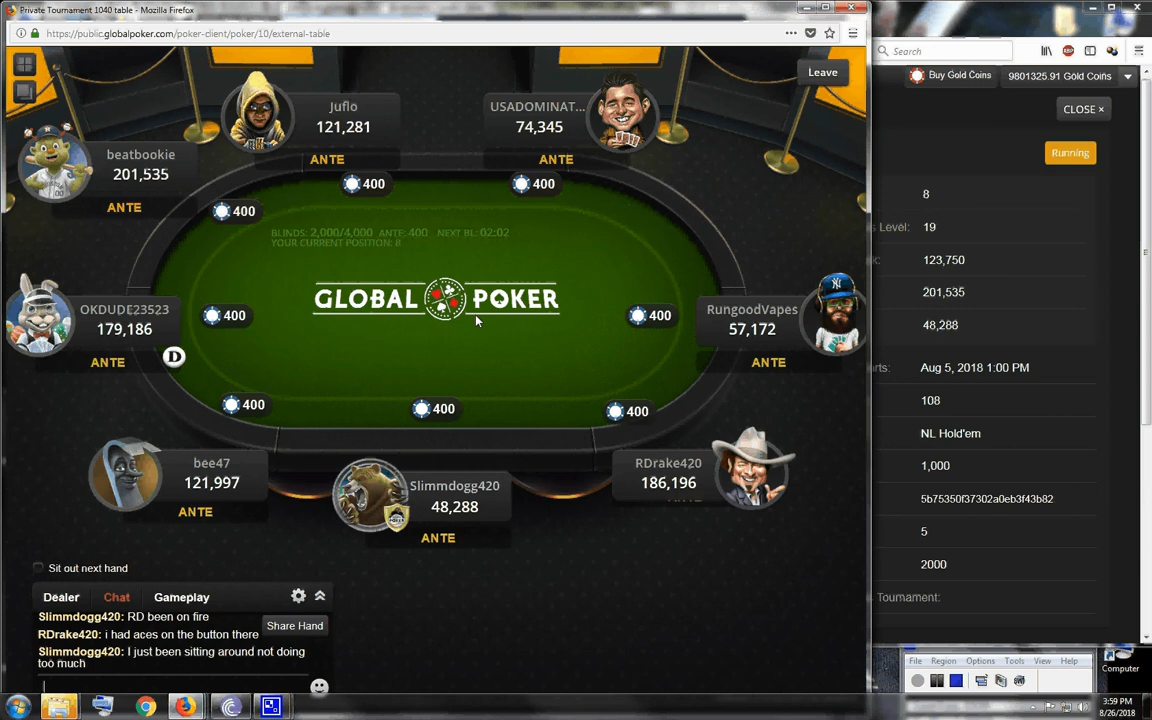 Private Tournament 1040 table - Mozilla Firefox
https://public.globalpoker.com/poker-client/poker/10/external-table
Search
Leave
Buy Gold Coins
9801325.91 Gold Coins
CLOSE ×
Running
Juflo
121,281
ANTE
USADOMINAT...
74,345
ANTE
beatbookie
201,535
ANTE
400
400
400
BLINDS: 2,000/4,000 ANTE: 400 NEXT BL: 02:02
YOUR CURRENT POSITION: 8
GLOBAL POKER
OKDUDE23523
179,186
ANTE
400
D
400
RungoodVapes
57,172
ANTE
400
400
400
bee47
121,997
ANTE
Slimmdogg420
48,288
ANTE
RDrake420
186,196
ANTE
8
Level: 19
123,750
201,535
48,288
Aug 5, 2018 1:00 PM
108
NL Hold'em
1,000
5b75350f37302a0eb3f43b82
5
2000
Tournament:
Sit out next hand
Dealer Chat Gameplay
Slimmdogg420: RD been on fire
RDrake420: i had aces on the button there
Slimmdogg420: I just been sitting around not doing
too much
Share Hand
File Region Options Tools View Help
Computer
3:59 PM
8/26/2018